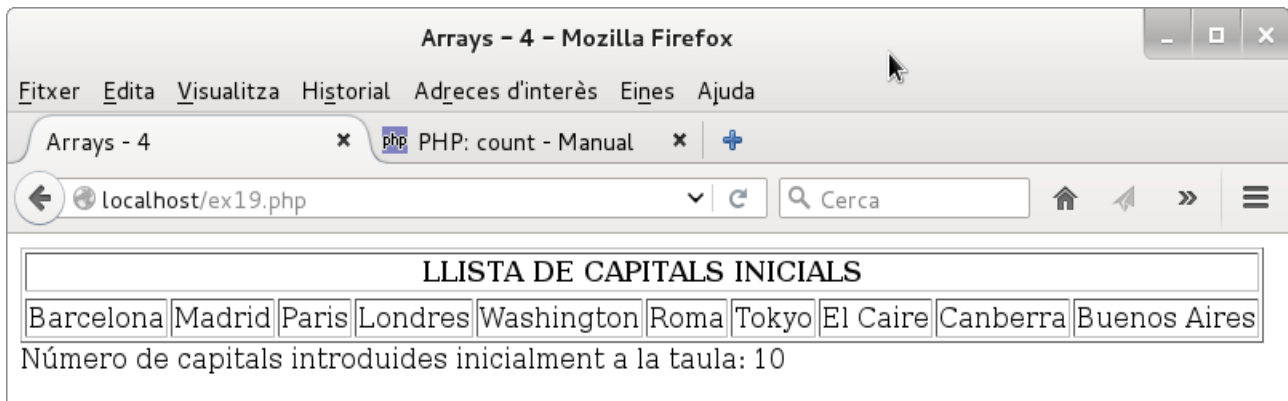 Arrays - 4 - Mozilla Firefox
Fitxer Edita Visualitza Historial Adreces d'interès Eines Ajuda
Arrays - 4 php PHP: count - Manual
localhost/ex19.php Cerca
LLISTA DE CAPITALS INICIALS
Barcelona Madrid Paris Londres Washington Roma Tokyo El Caire Canberra Buenos Aires
Número de capitals introduides inicialment a la taula: 10